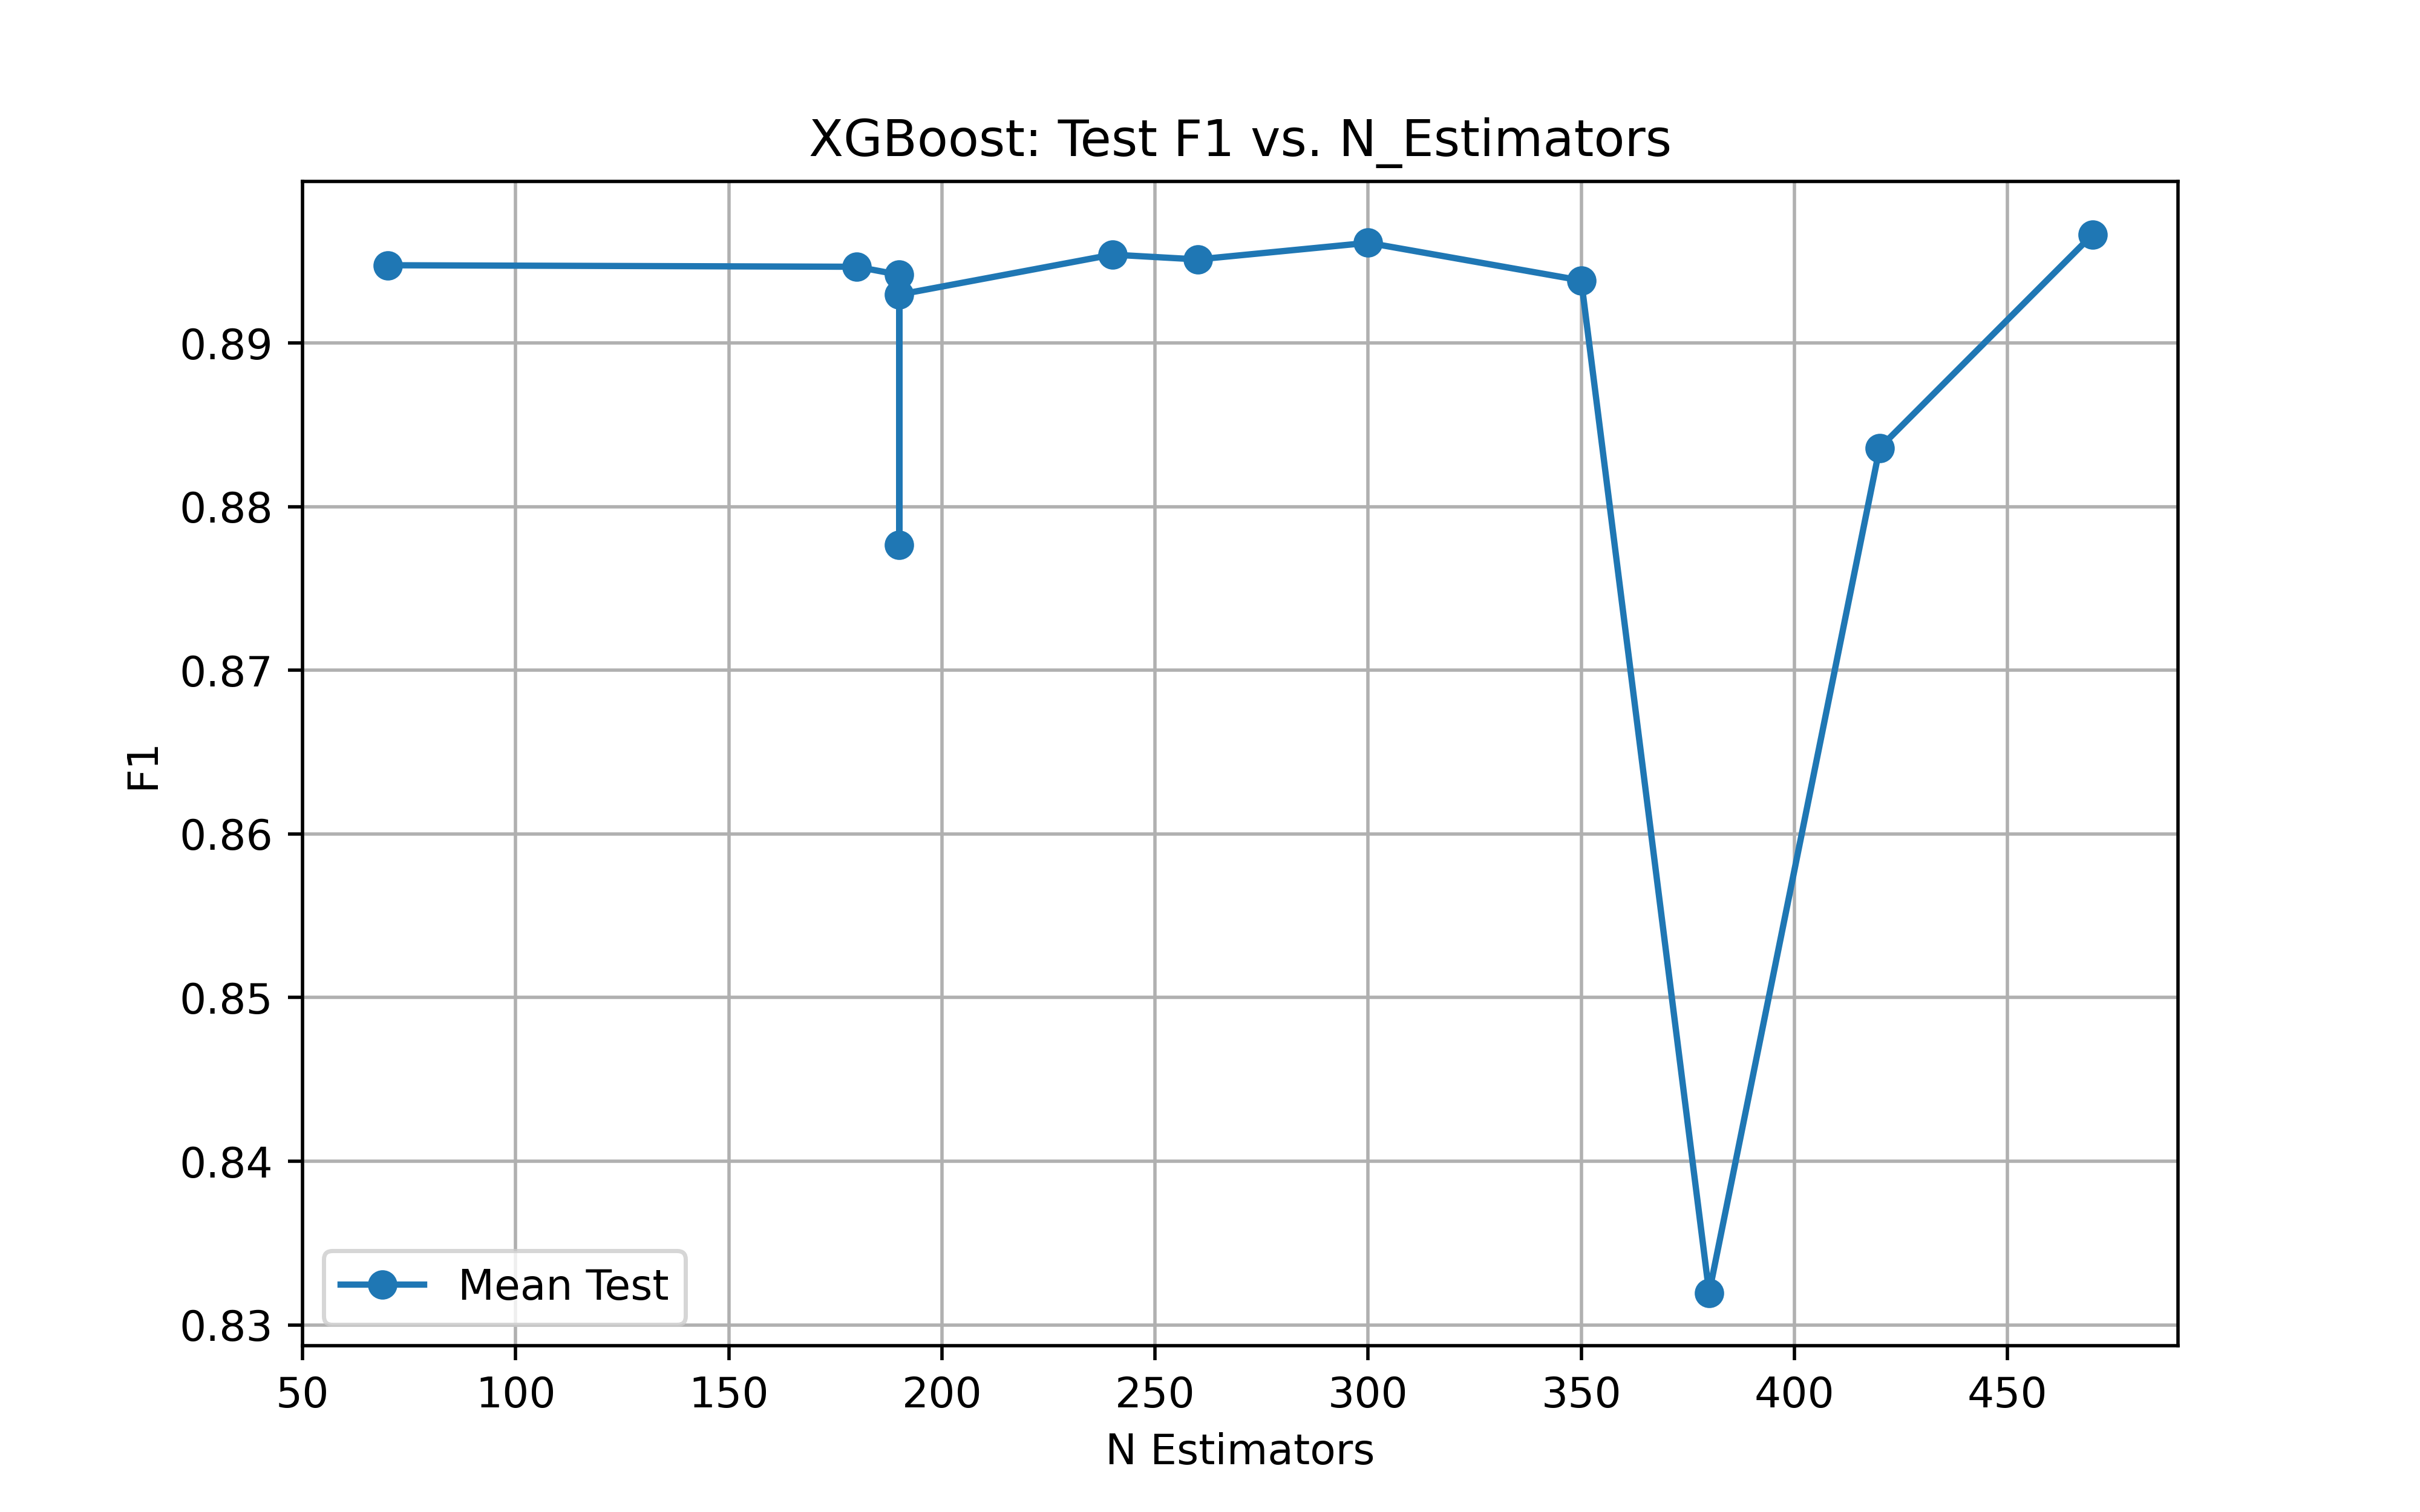 XGBoost: Test F1 vs. N_Estimators
0.89
0.88
0.87
0.86
0.85
0.84
0.83
F1
Mean Test
50 100 150 200 250 300 350 400 450
N Estimators